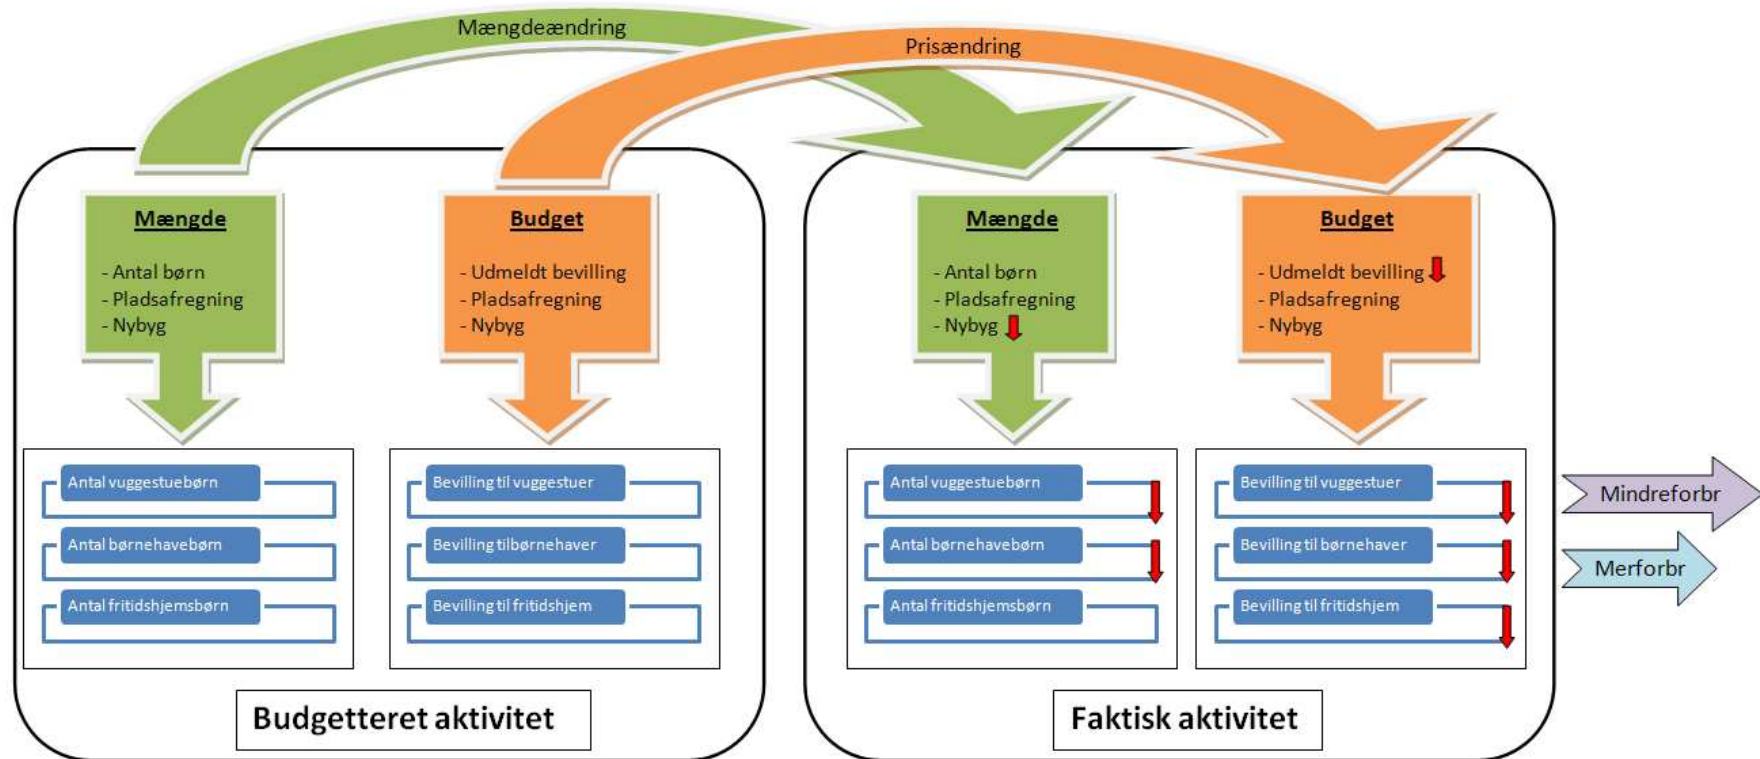 Mængdeændring
Prisændring
Mængde
- Antal børn
- Pladsafregning
- Nybyg
Budget
- Udmeldt bevilling
- Pladsafregning
- Nybyg
Antal vuggestuebørn
Antal børnehavebørn
Antal fritidshjemsbørn
Bevilling til vuggestuer
Bevilling tilbørnehaver
Bevilling til fritidshjem
Budgetteret aktivitet
Mængde
- Antal børn
- Pladsafregning
- Nybyg
Budget
- Udmeldt bevilling
- Pladsafregning
- Nybyg
Antal vuggestuebørn
Antal børnehavebørn
Antal fritidshjemsbørn
Bevilling til vuggestuer
Bevilling til børnehaver
Bevilling til fritidshjem
Faktisk aktivitet
Mindreforbr
Merforbr